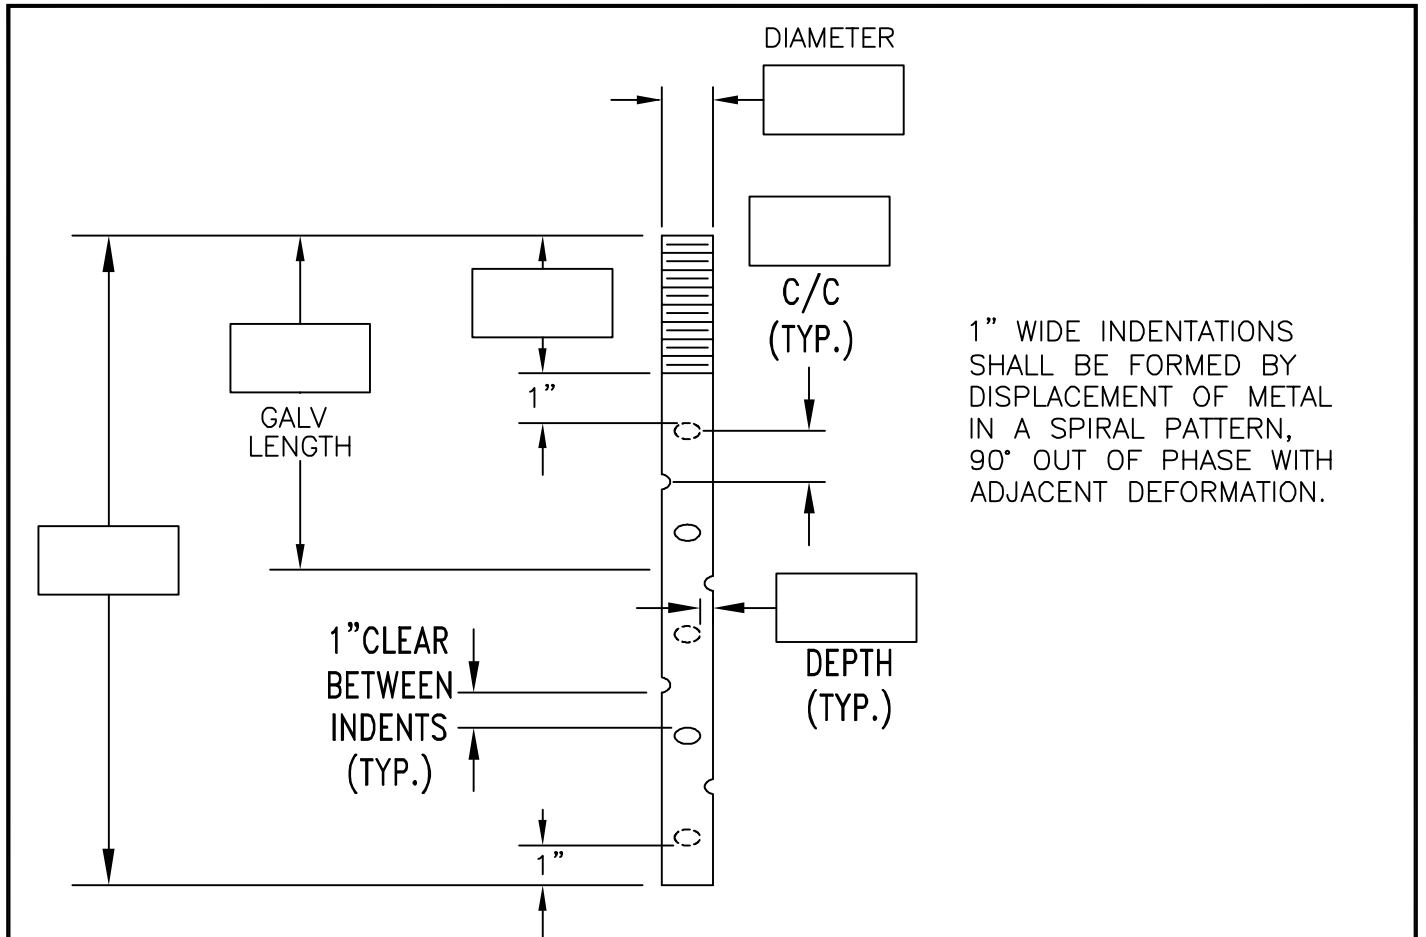 DIAMETER
C/C
(TYP.)
1" WIDE INDENTATIONS
SHALL BE FORMED BY
DISPLACEMENT OF METAL
IN A SPIRAL PATTERN,
90° OUT OF PHASE WITH
ADJACENT DEFORMATION.
1"
GALV
LENGTH
1"CLEAR
BETWEEN
INDENTS
(TYP.)
DEPTH
(TYP.)
1"